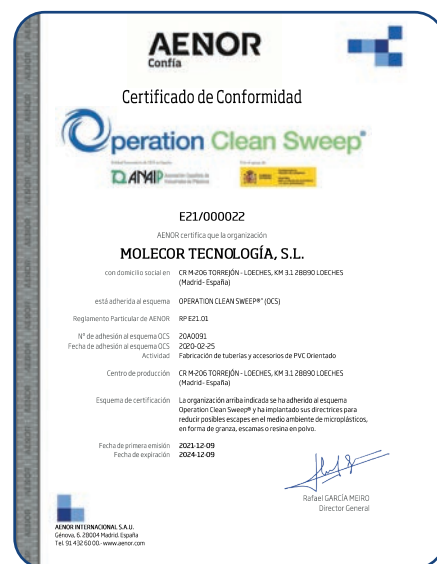 AENOR
Confía
Certificado de Conformidad
Operation Clean Sweep®
ANAIP
E21/000022
AENOR certifica que la organización
MOLECOR TECNOLOGÍA, S.L.
con domicilio social en CR M-206 TORREJÓN - LOECHES, KM 3.1 28890 LOECHES
(Madrid - España)
está adherida al esquema OPERATION CLEAN SWEEP®" (OCS)
Reglamento Particular de AENOR RP E21.01
Nº de adhesión al esquema OCS 20A0091
Fecha de adhesión al esquema OCS 2020-02-25
Actividad Fabricación de tuberías y accesorios de PVC Orientado
Centro de producción CR M-206 TORREJÓN - LOECHES, KM 3.1 28890 LOECHES
(Madrid - España)
Esquema de certificación La organización arriba indicada se ha adherido al esquema
Operation Clean Sweep® y ha implantado sus directrices para
reducir posibles escapes en el medio ambiente de microplásticos,
en forma de granza, escamas o resina en polvo.
Fecha de primera emisión 2021-12-09
Fecha de expiración 2024-12-09
Rafael GARCÍA MEIRO
Director General
AENOR INTERNACIONAL S.A.U.
Génova, 6. 28004 Madrid. España
Tel. 91 432 60 00.- www.aenor.com